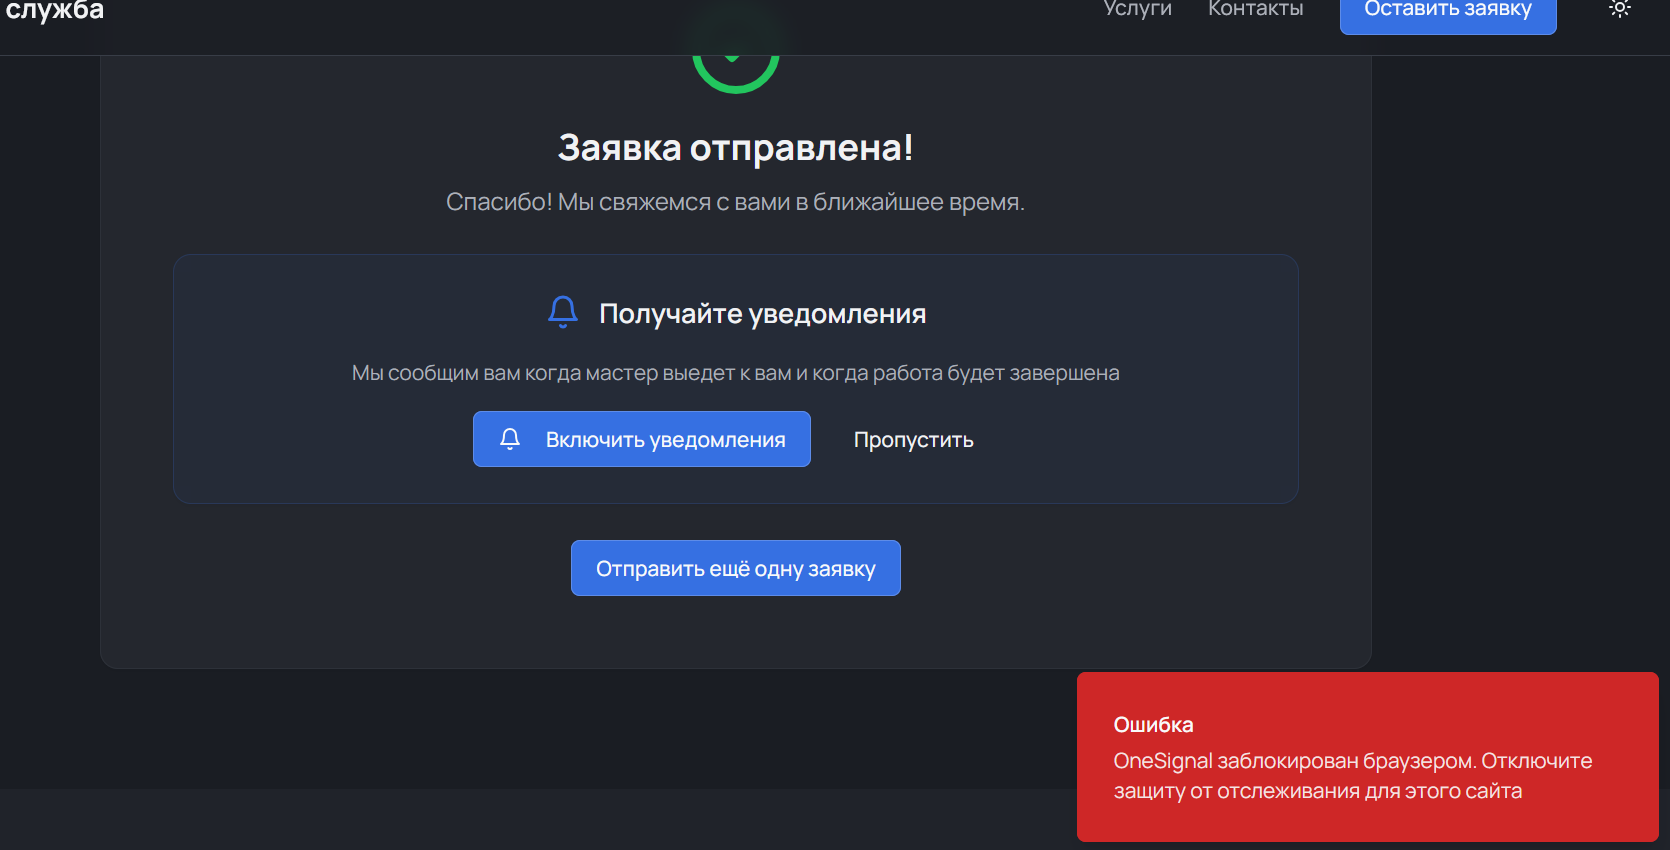 служба
Услуги
Контакты
Оставить заявку
Заявка отправлена!
Спасибо! Мы свяжемся с вами в ближайшее время.
Получайте уведомления
Мы сообщим вам когда мастер выедет к вам и когда работа будет завершена
Включить уведомления
Пропустить
Отправить ещё одну заявку
Ошибка
OneSignal заблокирован браузером. Отключите
защиту от отслеживания для этого сайта